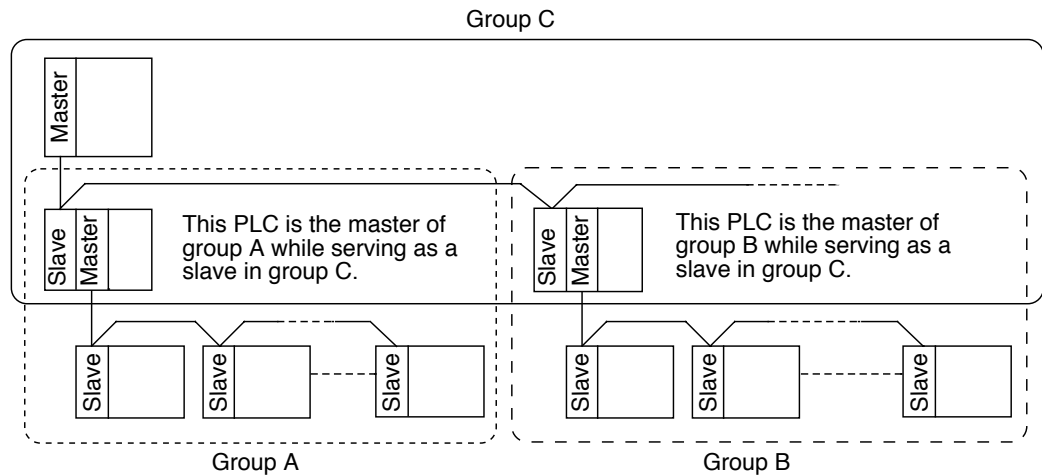 Group C
Master
Slave
Master
This PLC is the master of
group A while serving as a
slave in group C.
Slave
Master
This PLC is the master of
group B while serving as a
slave in group C.
Slave
Slave
Slave
Slave
Slave
Slave
Group A
Group B